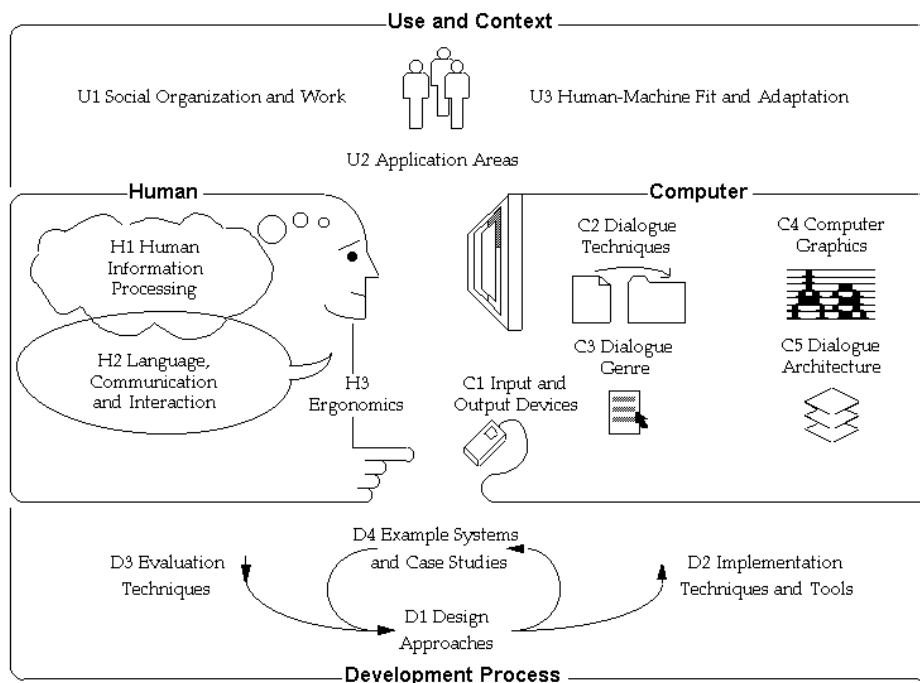 Use and Context
U1 Social Organization and Work
U3 Human-Machine Fit and Adaptation
U2 Application Areas
Human
H1 Human
Information
Processing
H2 Language,
Communication
and Interaction
H3
Ergonomics
Computer
C1 Input and
Output Devices
C2 Dialogue
Techniques
C3 Dialogue
Genre
C4 Computer
Graphics
C5 Dialogue
Architecture
D3 Evaluation
Techniques
D4 Example Systems
and Case Studies
D1 Design
Approaches
D2 Implementation
Techniques and Tools
Development Process